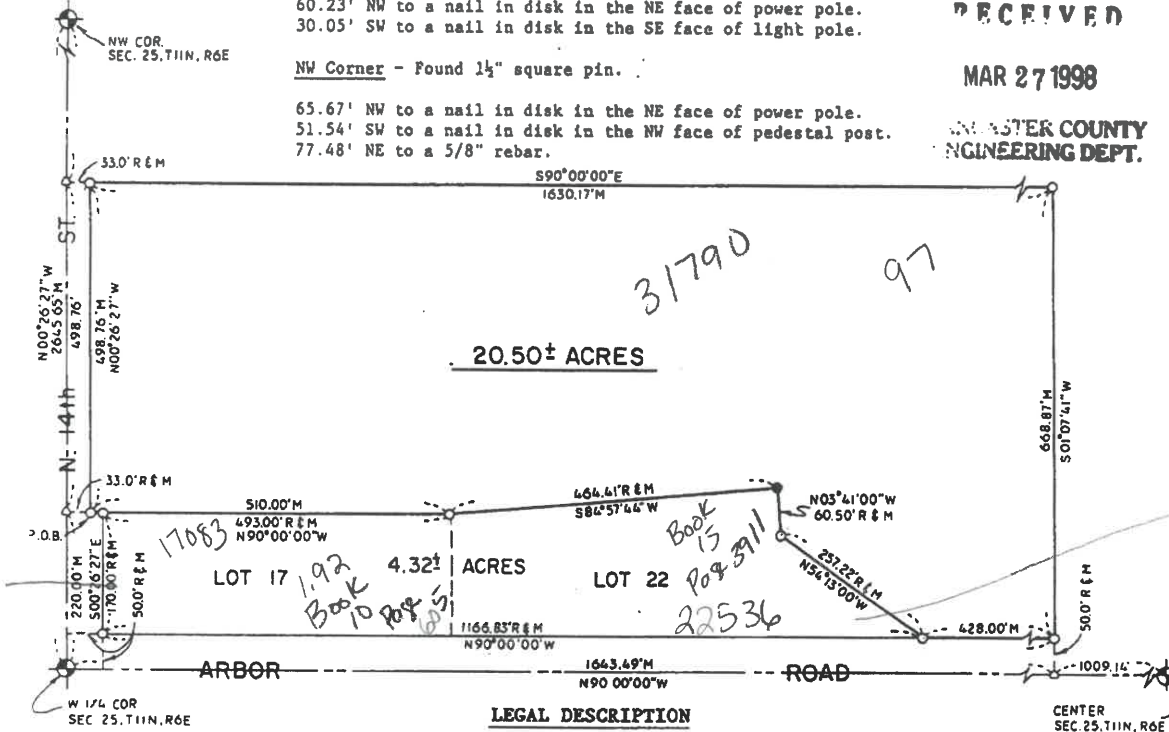 60.23' NW to a nail in disk in the NE face of power pole.
30.05' SW to a nail in disk in the SE face of light pole.
RECEIVED
NW COR.
SEC. 25, T11N, R6E
NW Corner - Found 1½" square pin.
MAR 27 1998
65.67' NW to a nail in disk in the NE face of power pole.
51.54' SW to a nail in disk in the NW face of pedestal post.
77.48' NE to a 5/8" rebar.
ANCASTER COUNTY
NGINEERING DEPT.
33.0' R & M
S90°00'00"E
1630.17'M
31790
97
N00°26'27"W
2645.65'M
498.76'
498.76'M
N00°26'27"W
N. 14th ST.
20.50± ACRES
668.87'M
S01°07'41"W
33.0' R & M
P.O.B.
510.00'M
493.00'R & M
N90°00'00"W
464.41'R & M
S84°57'44"W
N03°41'00"W
60.50' R & M
17083
LOT 17
1.92
Book
10 Page
4.32± ACRES
LOT 22
Book
15
Page 3911
22536
257.22'R & M
N54°13'00"W
220.00'M
S00°26'27"E
170.00'R & M
50.0' R & M
1166.83'R & M
N90°00'00"W
428.00'M
50.0' R & M
ARBOR ROAD
1643.49'M
N90 00'00"W
1009.14'
W 1/4 COR
SEC 25, T11N, R6E
LEGAL DESCRIPTION
CENTER
SEC. 25, T11N, R6E